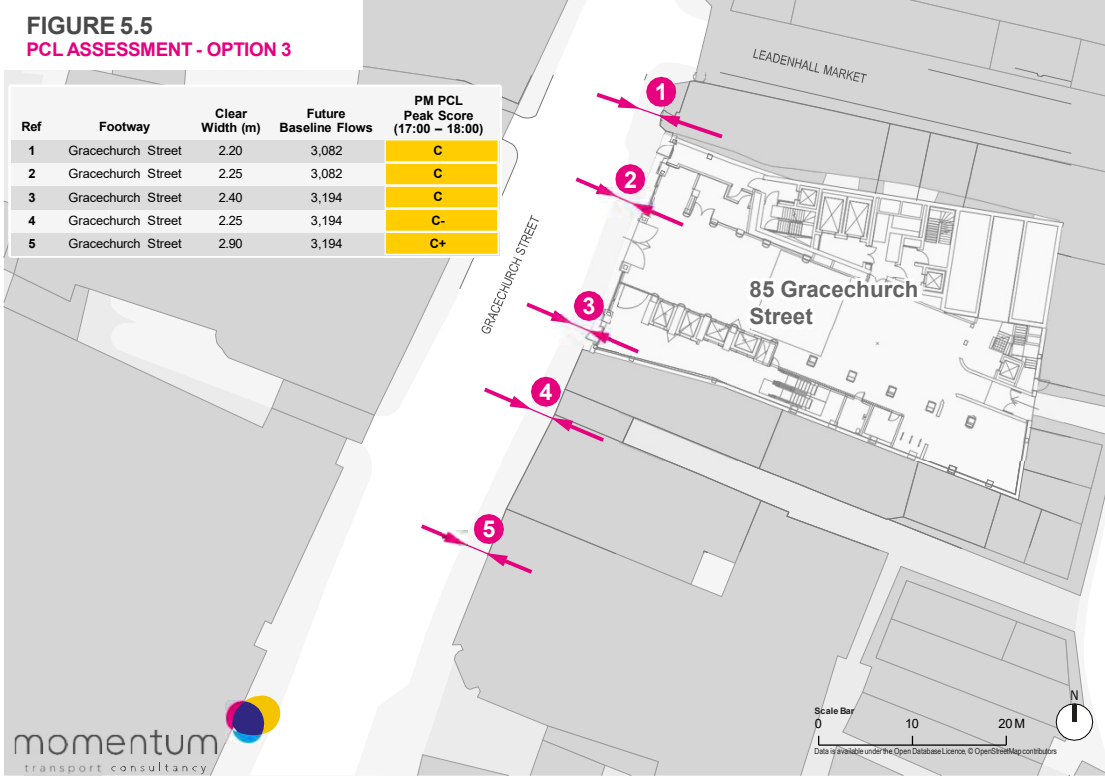 FIGURE 5.5
PCL ASSESSMENT - OPTION 3
Ref Footway Clear Width (m) Future Baseline Flows PM PCL Peak Score (17:00 – 18:00)
1 Gracechurch Street 2.20 3,082 C
2 Gracechurch Street 2.25 3,082 C
3 Gracechurch Street 2.40 3,194 C
4 Gracechurch Street 2.25 3,194 C-
5 Gracechurch Street 2.90 3,194 C+
LEADENHALL MARKET
1
2
GRACECHURCH STREET
85 Gracechurch
Street
3
4
5
momentum
transport consultancy
Scale Bar
0 10 20 M
N
Data is available under the Open Database Licence, © OpenStreetMap contributors